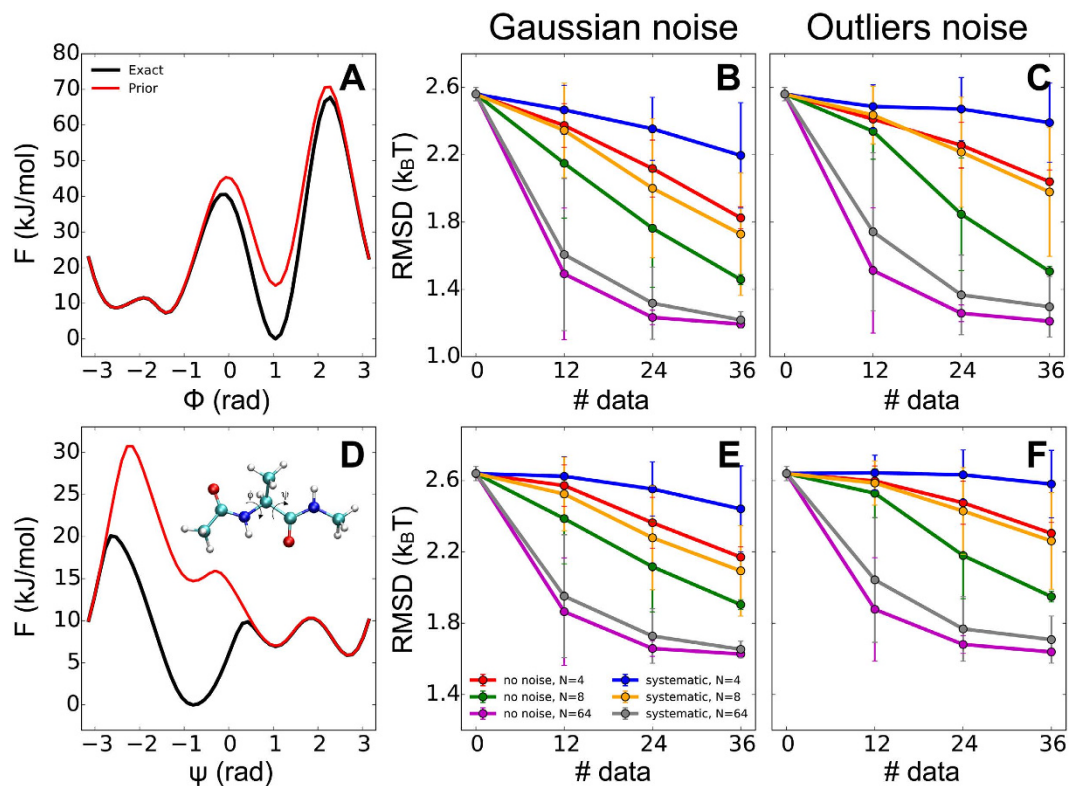 Gaussian noise
Outliers noise
A
Exact
Prior
F (kJ/mol)
80
70
60
50
40
30
20
10
0
−3 −2 −1 0 1 2 3
Φ (rad)
B
RMSD (kBT)
2.6
2.2
1.8
1.4
1.0
0 12 24 36
# data
C
0 12 24 36
# data
D
F (kJ/mol)
30
25
20
15
10
5
0
Φ ψ
−3 −2 −1 0 1 2 3
ψ (rad)
E
RMSD (kBT)
2.6
2.2
1.8
1.4
no noise, N=4
no noise, N=8
no noise, N=64
systematic, N=4
systematic, N=8
systematic, N=64
0 12 24 36
# data
F
0 12 24 36
# data